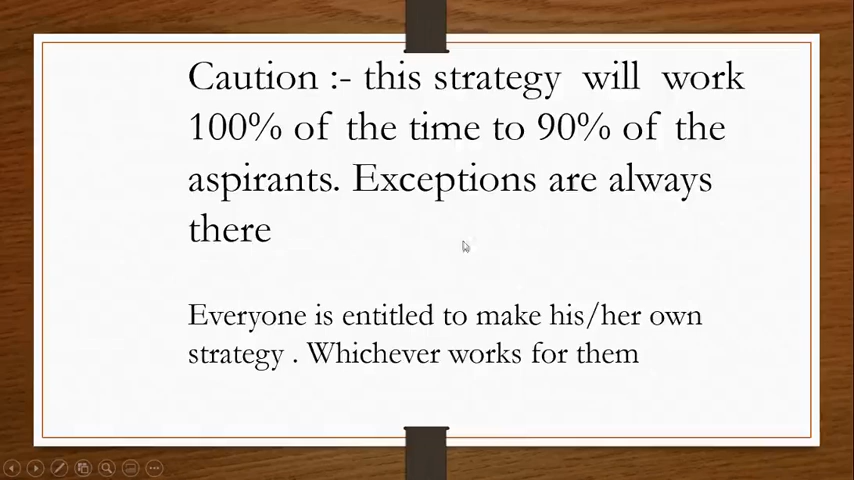 Caution :- this strategy will work
100% of the time to 90% of the
aspirants. Exceptions are always
there
Everyone is entitled to make his/her own
strategy . Whichever works for them